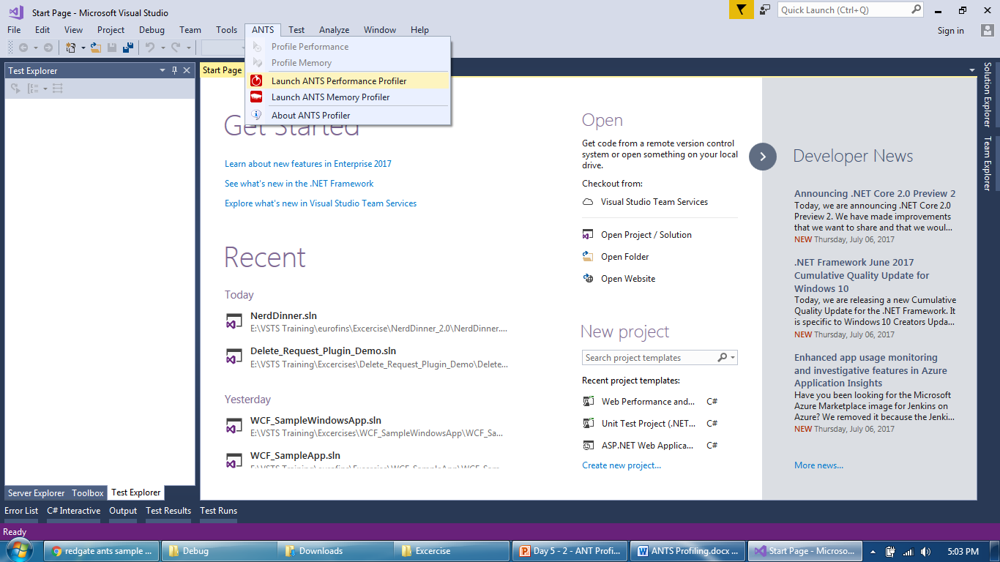 Start Page - Microsoft Visual Studio
Quick Launch (Ctrl+Q)
File Edit View Project Debug Team Tools ANTS Test Analyze Window Help
Sign in
Profile Performance
Profile Memory
Launch ANTS Performance Profiler
Launch ANTS Memory Profiler
About ANTS Profiler
Test Explorer
Start Page
Get Started
Learn about new features in Enterprise 2017
See what's new in the .NET Framework
Explore what's new in Visual Studio Team Services
Recent
Today
NerdDinner.sln
E:\VSTS Training\eurofins\Excercise\NerdDinner_2.0\NerdDinner....
Delete_Request_Plugin_Demo.sln
E:\VSTS Training\Excercises\Delete_Request_Plugin_Demo\Delete...
Yesterday
WCF_SampleWindowsApp.sln
E:\VSTS Training\Excercises\WCF_SampleWindowsApp\WCF_Sa...
WCF_SampleApp.sln
E:\VSTS Training\eurofins\Excercise\WCF_SampleApp\WCF_Sam...
Open
Get code from a remote version control
system or open something on your local
drive.
Checkout from:
Visual Studio Team Services
Open Project / Solution
Open Folder
Open Website
New project
Search project templates
Recent project templates:
Web Performance and... C#
Unit Test Project (.NET... C#
ASP.NET Web Applica... C#
Create new project...
Developer News
Announcing .NET Core 2.0 Preview 2
Today, we are announcing .NET Core 2.0
Preview 2. We have made improvements
that we want to share and that we woul...
NEW Thursday, July 06, 2017
.NET Framework June 2017
Cumulative Quality Update for
Windows 10
Today, we are releasing a new Cumulative
Quality Update for the .NET Framework. It
is specific to Windows 10 Creators Upda...
NEW Thursday, July 06, 2017
Enhanced app usage monitoring
and investigative features in Azure
Application Insights
Have you been looking for the Microsoft
Azure Marketplace image for Jenkins on
Azure? We removed it because the Jenki...
NEW Thursday, July 06, 2017
More news...
Solution Explorer
Team Explorer
Server Explorer Toolbox Test Explorer
Error List C# Interactive Output Test Results Test Runs
Ready
redgate ants sample ... Debug Downloads Excercise Day 5 - 2 - ANT Profi... ANTS Profiling.docx ... Start Page - Microso... 5:03 PM